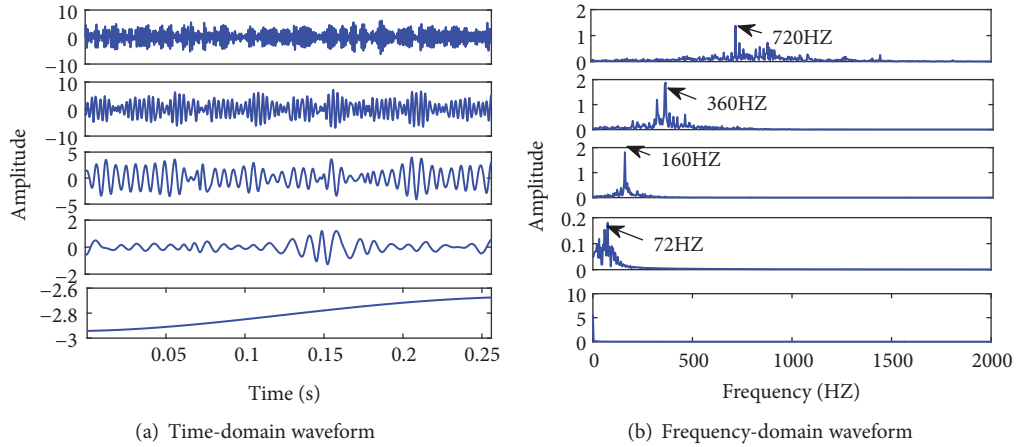 10
0
−10
10
0
−10
5
0
−5
2
0
−2
−2.6
−2.8
−3
0.05 0.1 0.15 0.2 0.25
Amplitude
Time (s)
(a) Time-domain waveform
2
1
0
720HZ
2
1
0
360HZ
2
1
0
160HZ
0.2
0.1
0
72HZ
10
5
0
0 500 1000 1500 2000
Amplitude
Frequency (HZ)
(b) Frequency-domain waveform